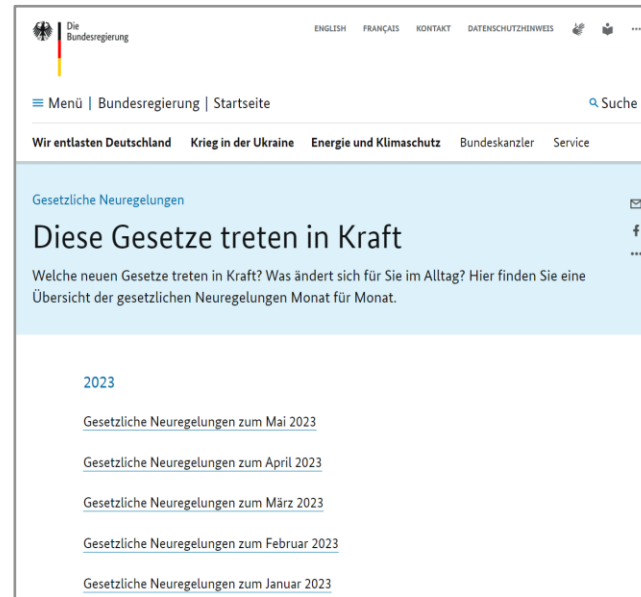 Die
Bundesregierung
ENGLISH FRANÇAIS KONTAKT DATENSCHUTZHINWEIS
Menü | Bundesregierung | Startseite
Suche
Wir entlasten Deutschland Krieg in der Ukraine Energie und Klimaschutz Bundeskanzler Service
Gesetzliche Neuregelungen
Diese Gesetze treten in Kraft
Welche neuen Gesetze treten in Kraft? Was ändert sich für Sie im Alltag? Hier finden Sie eine
Übersicht der gesetzlichen Neuregelungen Monat für Monat.
2023
Gesetzliche Neuregelungen zum Mai 2023
Gesetzliche Neuregelungen zum April 2023
Gesetzliche Neuregelungen zum März 2023
Gesetzliche Neuregelungen zum Februar 2023
Gesetzliche Neuregelungen zum Januar 2023